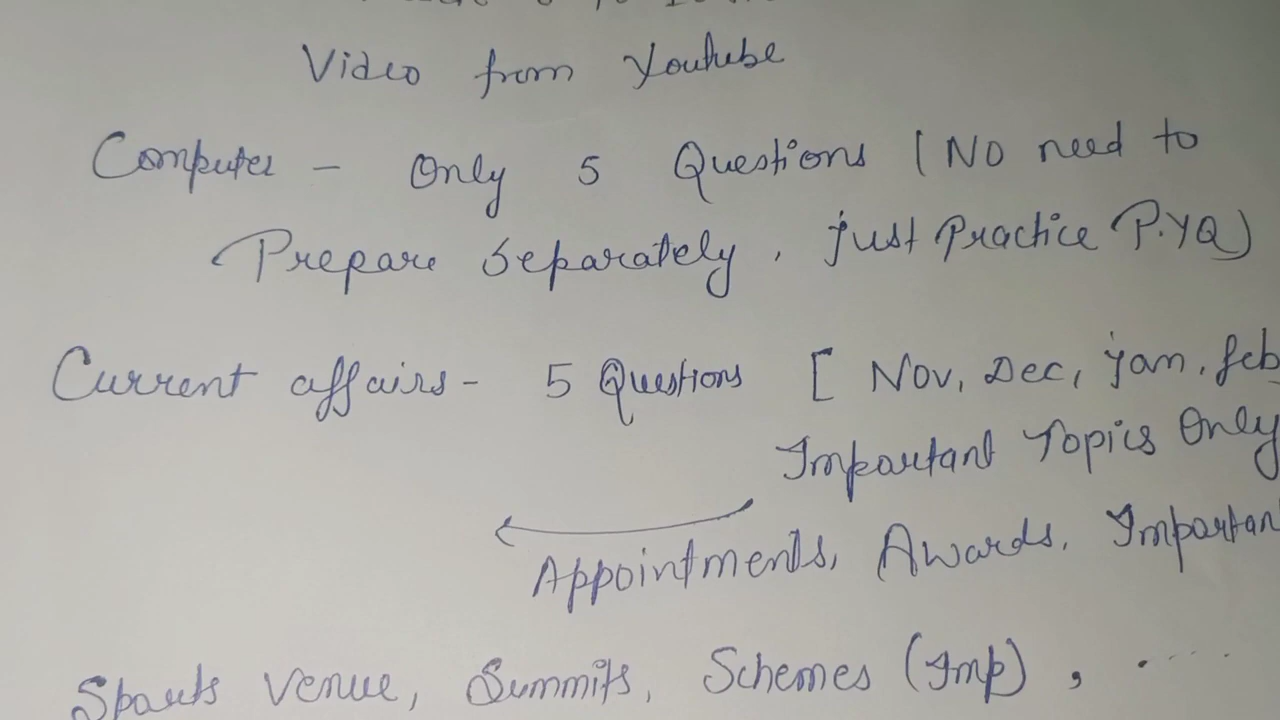 Video from Youtube
Computer - Only 5 Questions (No need to
Prepare Separately, just Practice P.YQ)
Current affairs - 5 Questions [ Nov, Dec, Jan, feb
Important Topics Only
Appointments, Awards, Importan
Sports venue, Summits, Schemes (Imp), .....